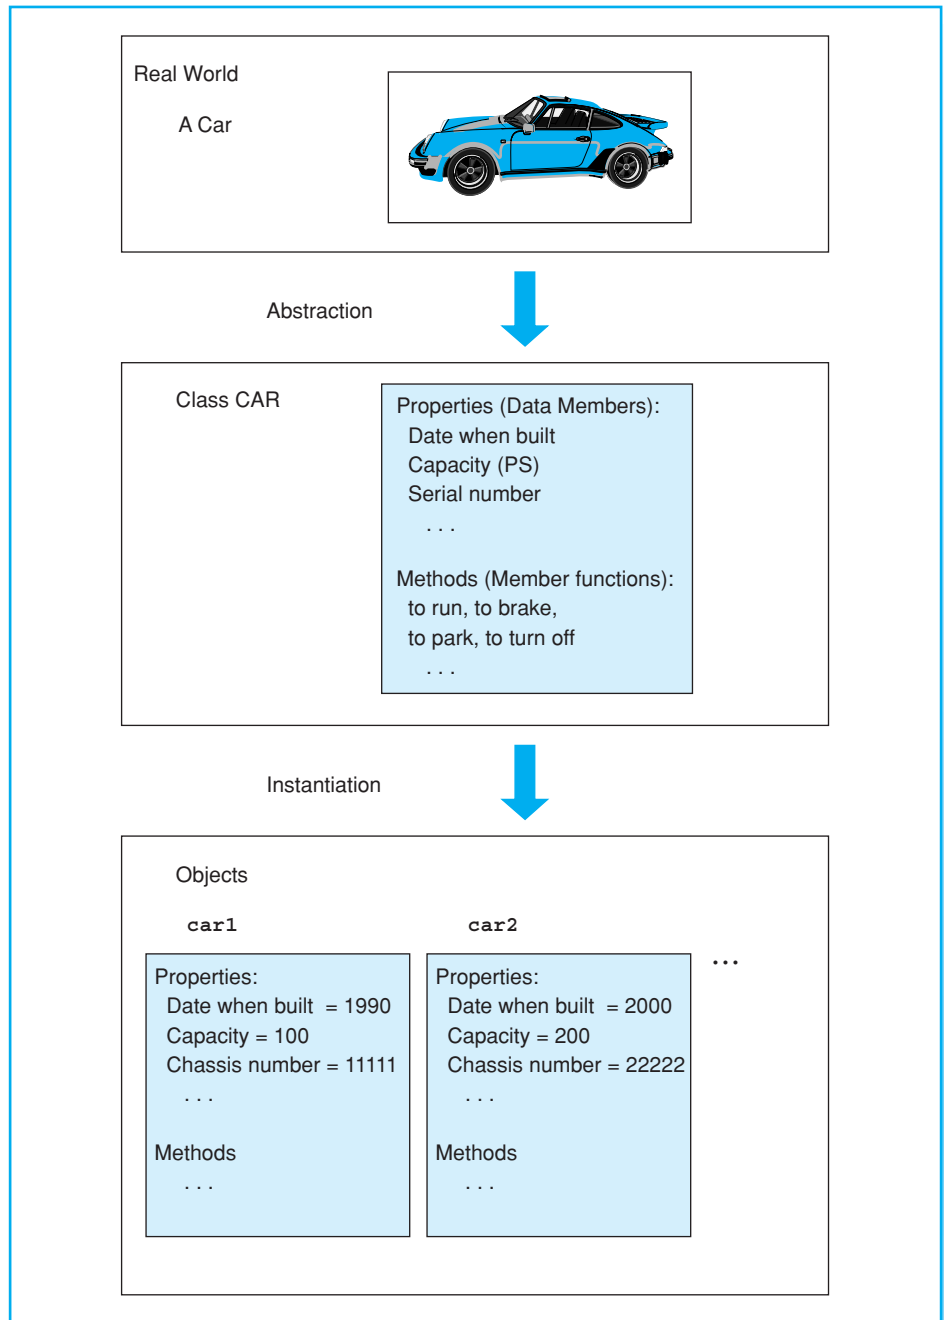 Real World
A Car
Abstraction
Class CAR
Properties (Data Members):
Date when built
Capacity (PS)
Serial number
. . .
Methods (Member functions):
to run, to brake,
to park, to turn off
. . .
Instantiation
Objects
car1
Properties:
Date when built = 1990
Capacity = 100
Chassis number = 11111
. . .
Methods
. . .
car2
Properties:
Date when built = 2000
Capacity = 200
Chassis number = 22222
. . .
Methods
. . .
...